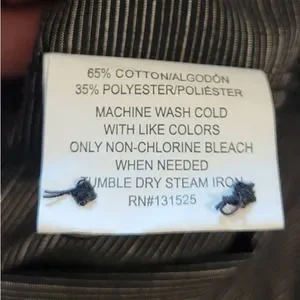 65% COTTON/ALGODÓN
35% POLYESTER/POLIÉSTER
MACHINE WASH COLD
WITH LIKE COLORS
ONLY NON-CHLORINE BLEACH
WHEN NEEDED
TUMBLE DRY STEAM IRON
RN#131525